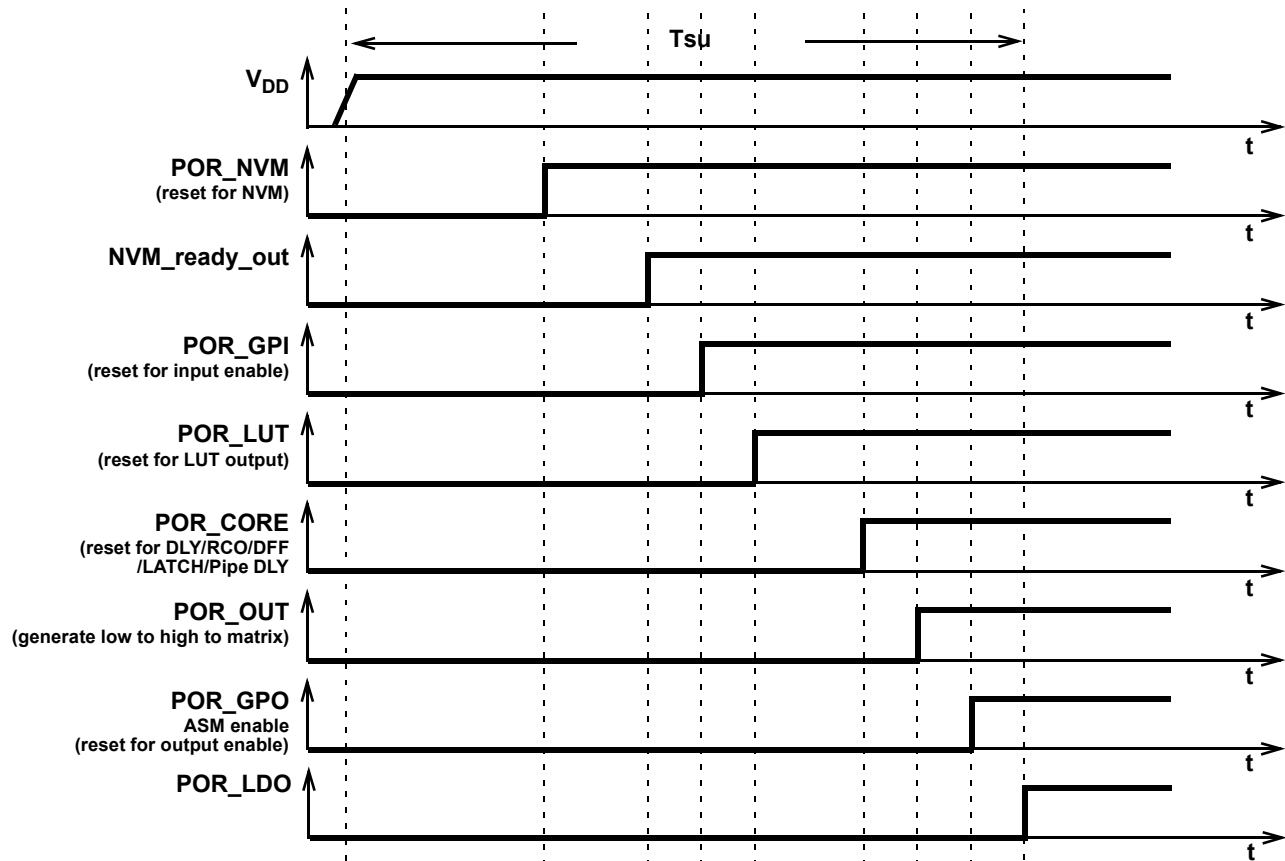 Tsu
VDD
t
POR_NVM
(reset for NVM)
t
NVM_ready_out
t
POR_GPI
(reset for input enable)
t
POR_LUT
(reset for LUT output)
t
POR_CORE
(reset for DLY/RCO/DFF
/LATCH/Pipe DLY
t
POR_OUT
(generate low to high to matrix)
t
POR_GPO
ASM enable
(reset for output enable)
t
POR_LDO
t